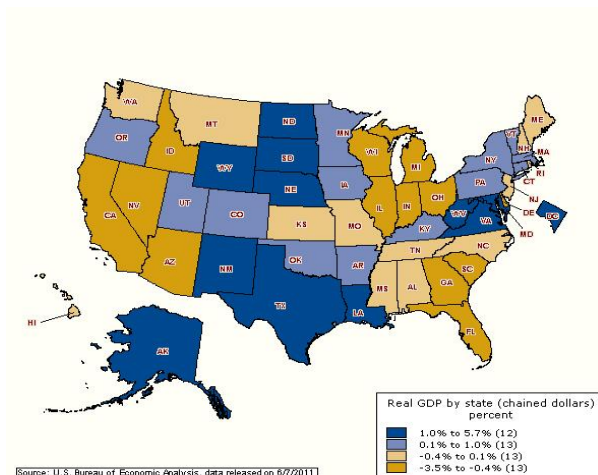 WA
ME
MT
ND
MN
VT
NH
OR
ID
SD
WI
NY
MA
WY
MI
RI
CT
NE
IA
PA
NJ
NV
UT
CO
IL
IN
OH
DE
CA
KS
MO
KY
WV
VA
DC
MD
AZ
NM
OK
AR
TN
NC
SC
TX
LA
MS
AL
GA
HI
AK
FL
Real GDP by state (chained dollars)
percent
1.0% to 5.7% (12)
0.1% to 1.0% (13)
-0.4% to 0.1% (13)
-3.5% to -0.4% (13)
Source: U.S. Bureau of Economic Analysis, data released on 6/7/2011